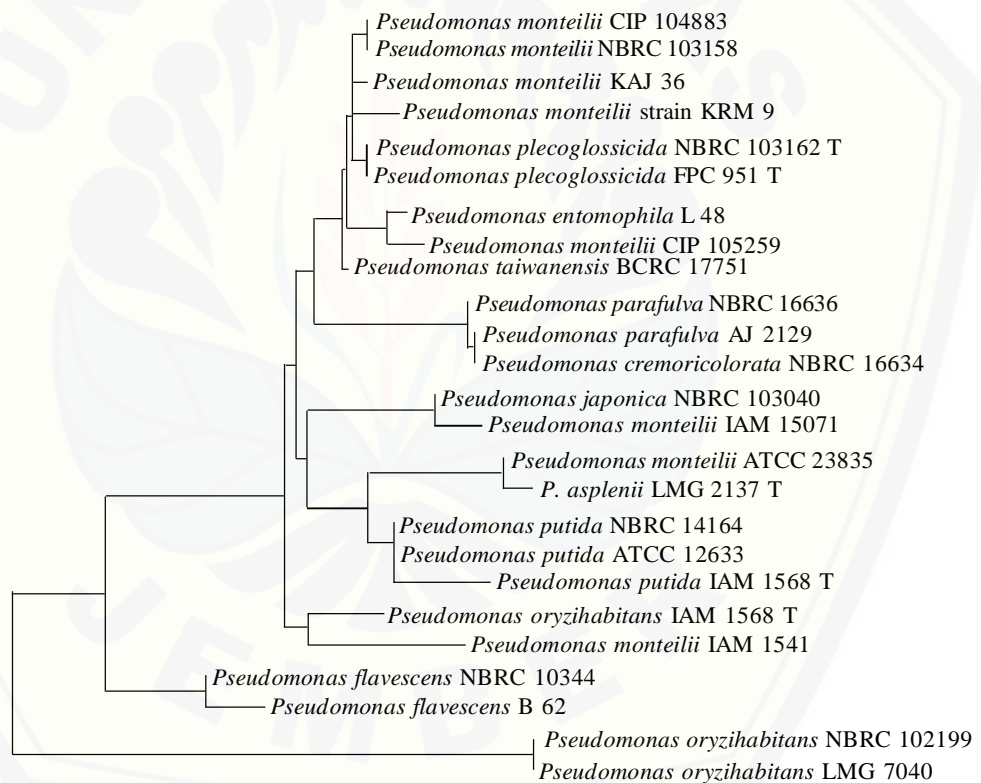 Pseudomonas monteilii CIP 104883
Pseudomonas monteilii NBRC 103158
Pseudomonas monteilii KAJ 36
Pseudomonas monteilii strain KRM 9
Pseudomonas plecoglossicida NBRC 103162 T
Pseudomonas plecoglossicida FPC 951 T
Pseudomonas entomophila L 48
Pseudomonas monteilii CIP 105259
Pseudomonas taiwanensis BCRC 17751
Pseudomonas parafulva NBRC 16636
Pseudomonas parafulva AJ 2129
Pseudomonas cremoricolorata NBRC 16634
Pseudomonas japonica NBRC 103040
Pseudomonas monteilii IAM 15071
Pseudomonas monteilii ATCC 23835
P. asplenii LMG 2137 T
Pseudomonas putida NBRC 14164
Pseudomonas putida ATCC 12633
Pseudomonas putida IAM 1568 T
Pseudomonas oryzihabitans IAM 1568 T
Pseudomonas monteilii IAM 1541
Pseudomonas flavescens NBRC 10344
Pseudomonas flavescens B 62
Pseudomonas oryzihabitans NBRC 102199
Pseudomonas oryzihabitans LMG 7040
JEMBER